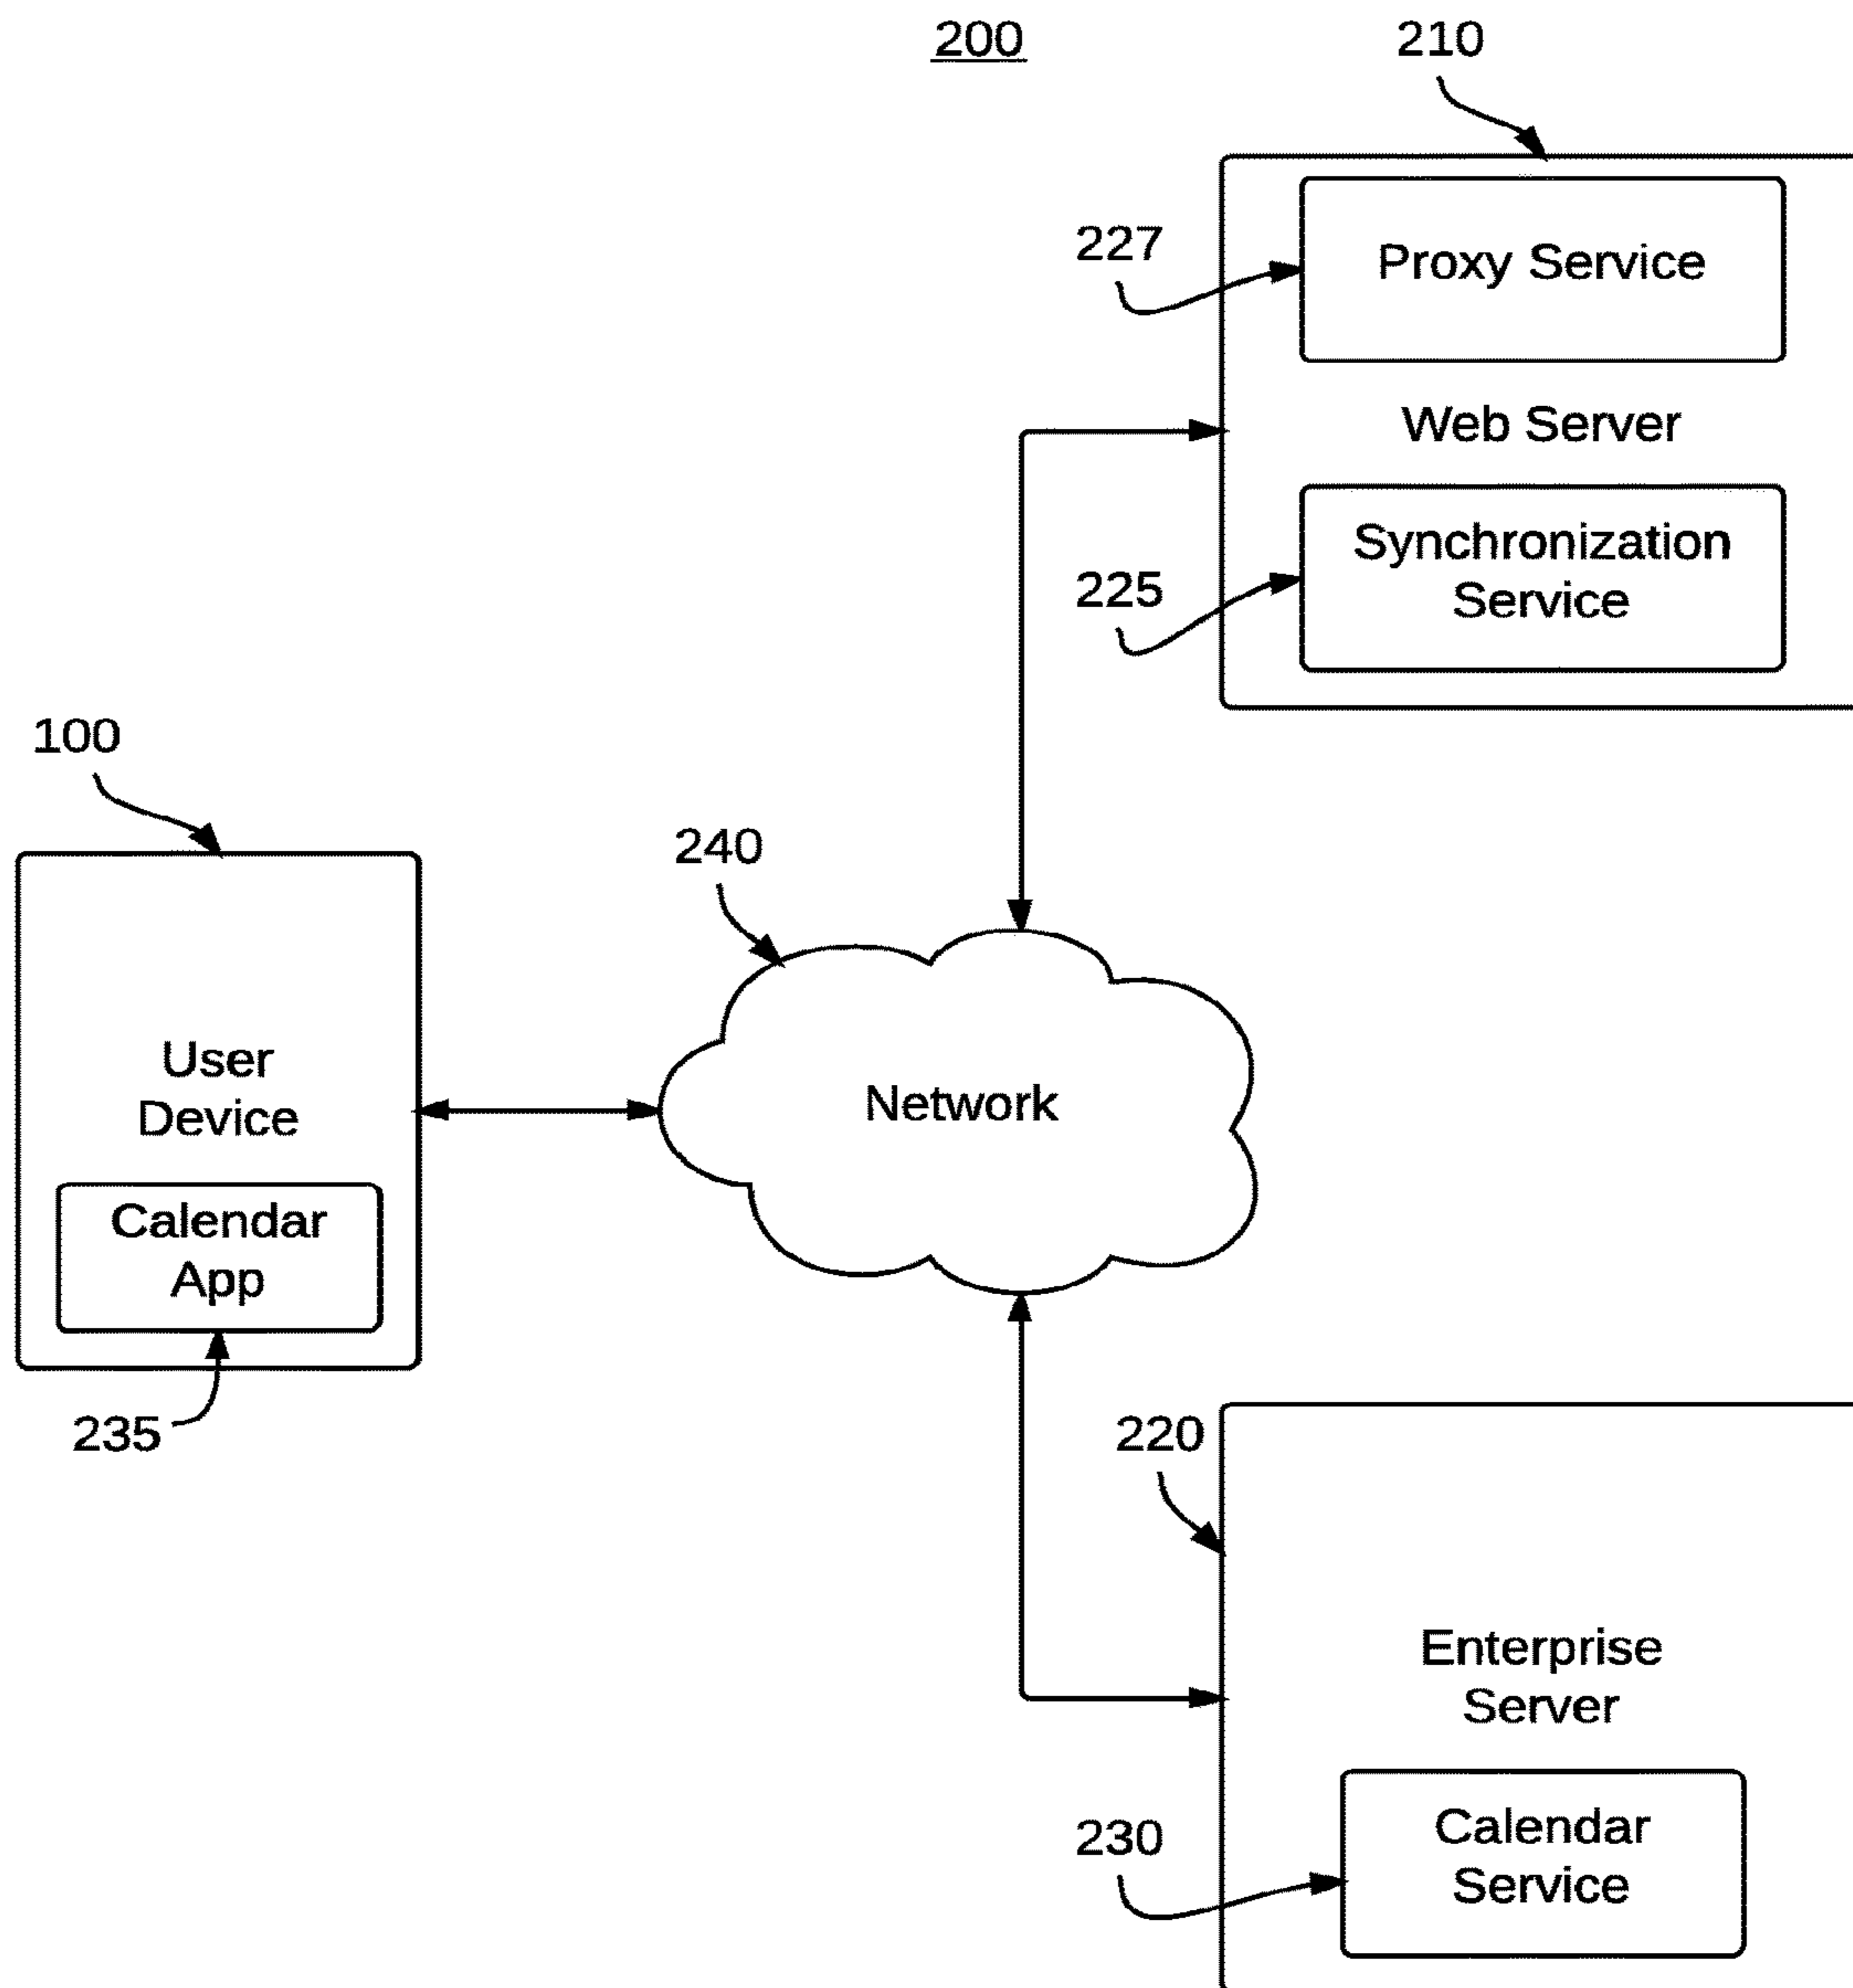 200
210
227
Proxy Service
Web Server
225
Synchronization
Service
100
240
User
Device
Network
Calendar
App
235
220
Enterprise
Server
230
Calendar
Service